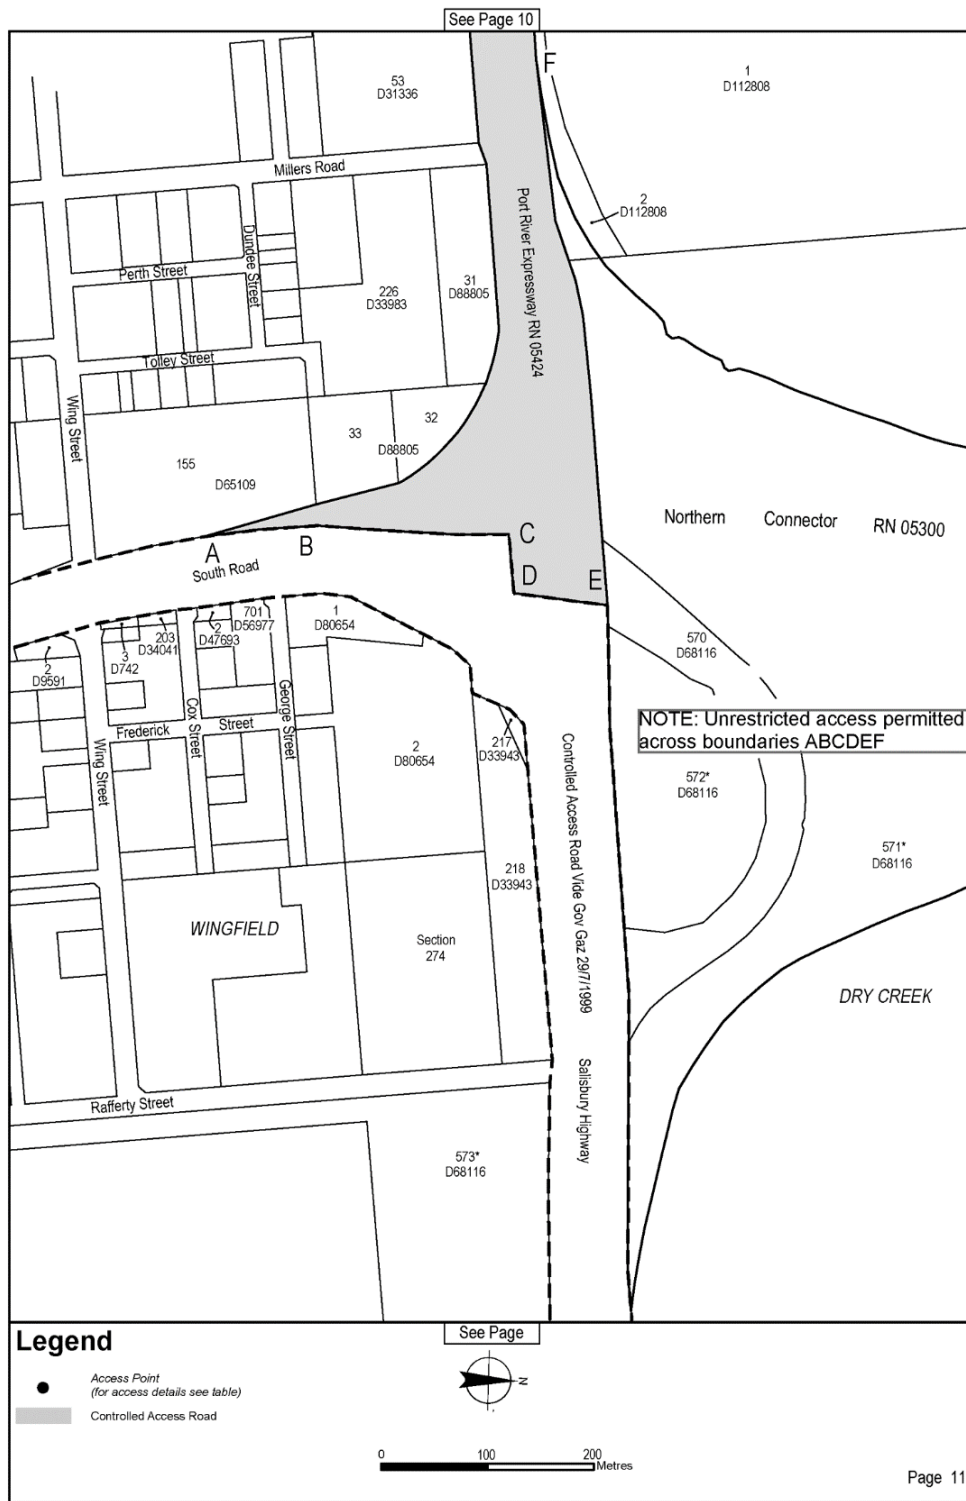 See Page 10
F
53
D31336
1
D112808
Millers Road
2
D112808
Port River Expressway RN 05424
Dundee Street
Perth Street
31
D88805
226
D33983
Tolley Street
Wing Street
32
33
D88805
155
D65109
Northern Connector RN 05300
A
B
C
South Road
D
E
701
D56977
1
D80654
2
D47693
203
D34041
3
D742
2
D9591
570
D68116
George Street
Cox Street
Frederick Street
Wing Street
NOTE: Unrestricted access permitted
across boundaries ABCDEF
217
D33943
2
D80654
Controlled Access Road Vide Gov Gaz 29/7/1999
572*
D68116
571*
D68116
218
D33943
WINGFIELD
Section
274
DRY CREEK
Salisbury Highway
Rafferty Street
573*
D68116
Legend
See Page
Access Point
(for access details see table)
N
Controlled Access Road
0 100 200
Metres
Page 11